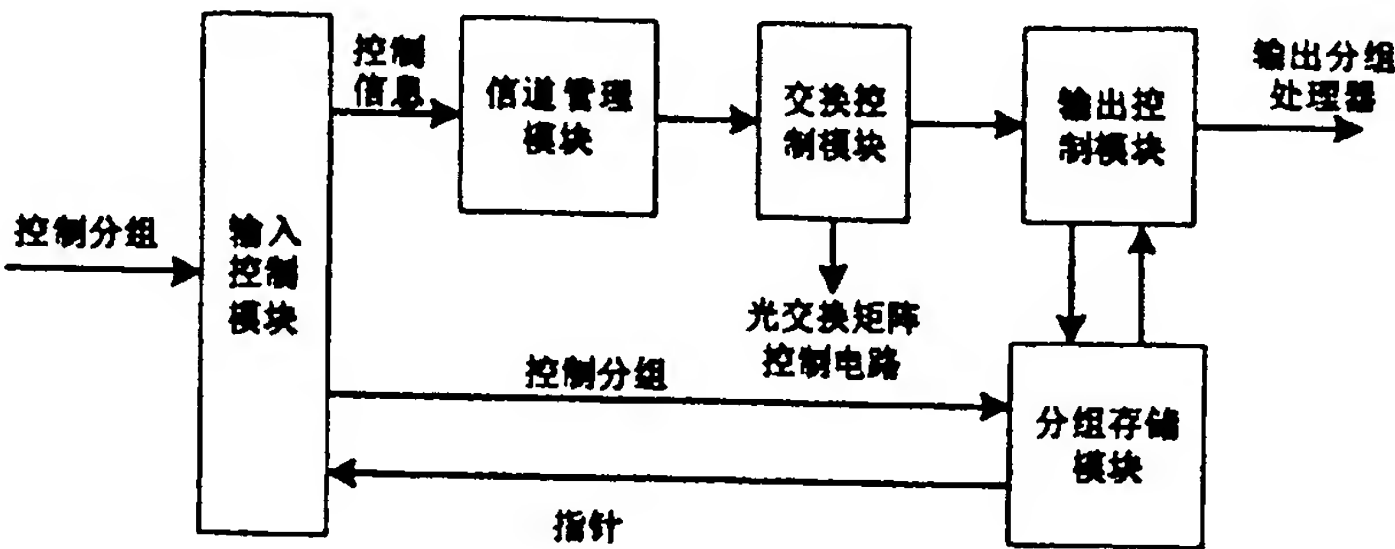 控制
信息
信道管理
模块
交换控
制模块
输出控
制模块
输出分组
处理器
控制分组
输入
控制
模块
光交换矩阵
控制电路
控制分组
分组存储
模块
指针